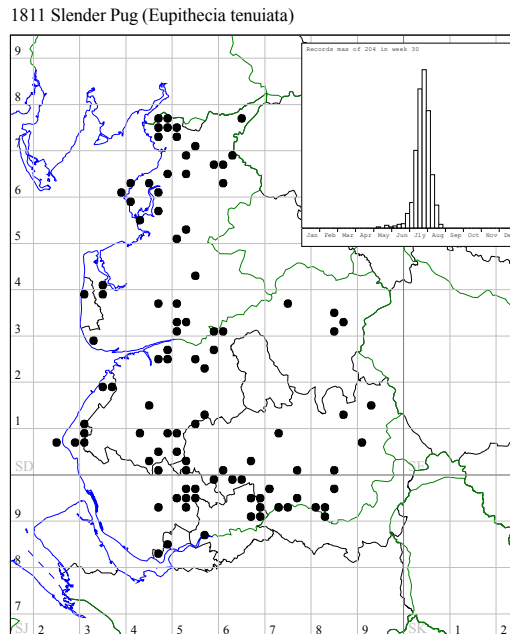 1811 Slender Pug (Eupithecia tenuiata)
Records max of 204 in week 30
Jan Feb Mar Apr May Jun Jly Aug Sep Oct Nov De
9
8
7
6
5
4
3
2
1
SD
SE
9
8
7
SJ
SK
2 3 4 5 6 7 8 9 1 2